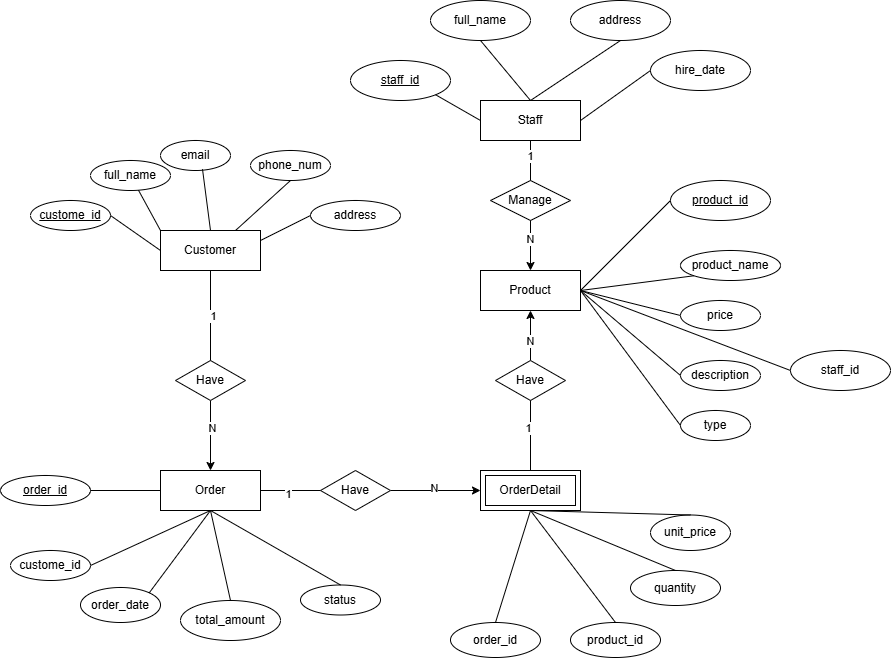 full_name
address
staff_id
hire_date
Staff
1
Manage
N
Product
product_id
product_name
price
staff_id
description
type
email
full_name
phone_num
custome_id
address
Customer
1
Have
N
N
Have
1
order_id
Order
1
Have
N
OrderDetail
custome_id
order_date
total_amount
status
unit_price
quantity
order_id
product_id